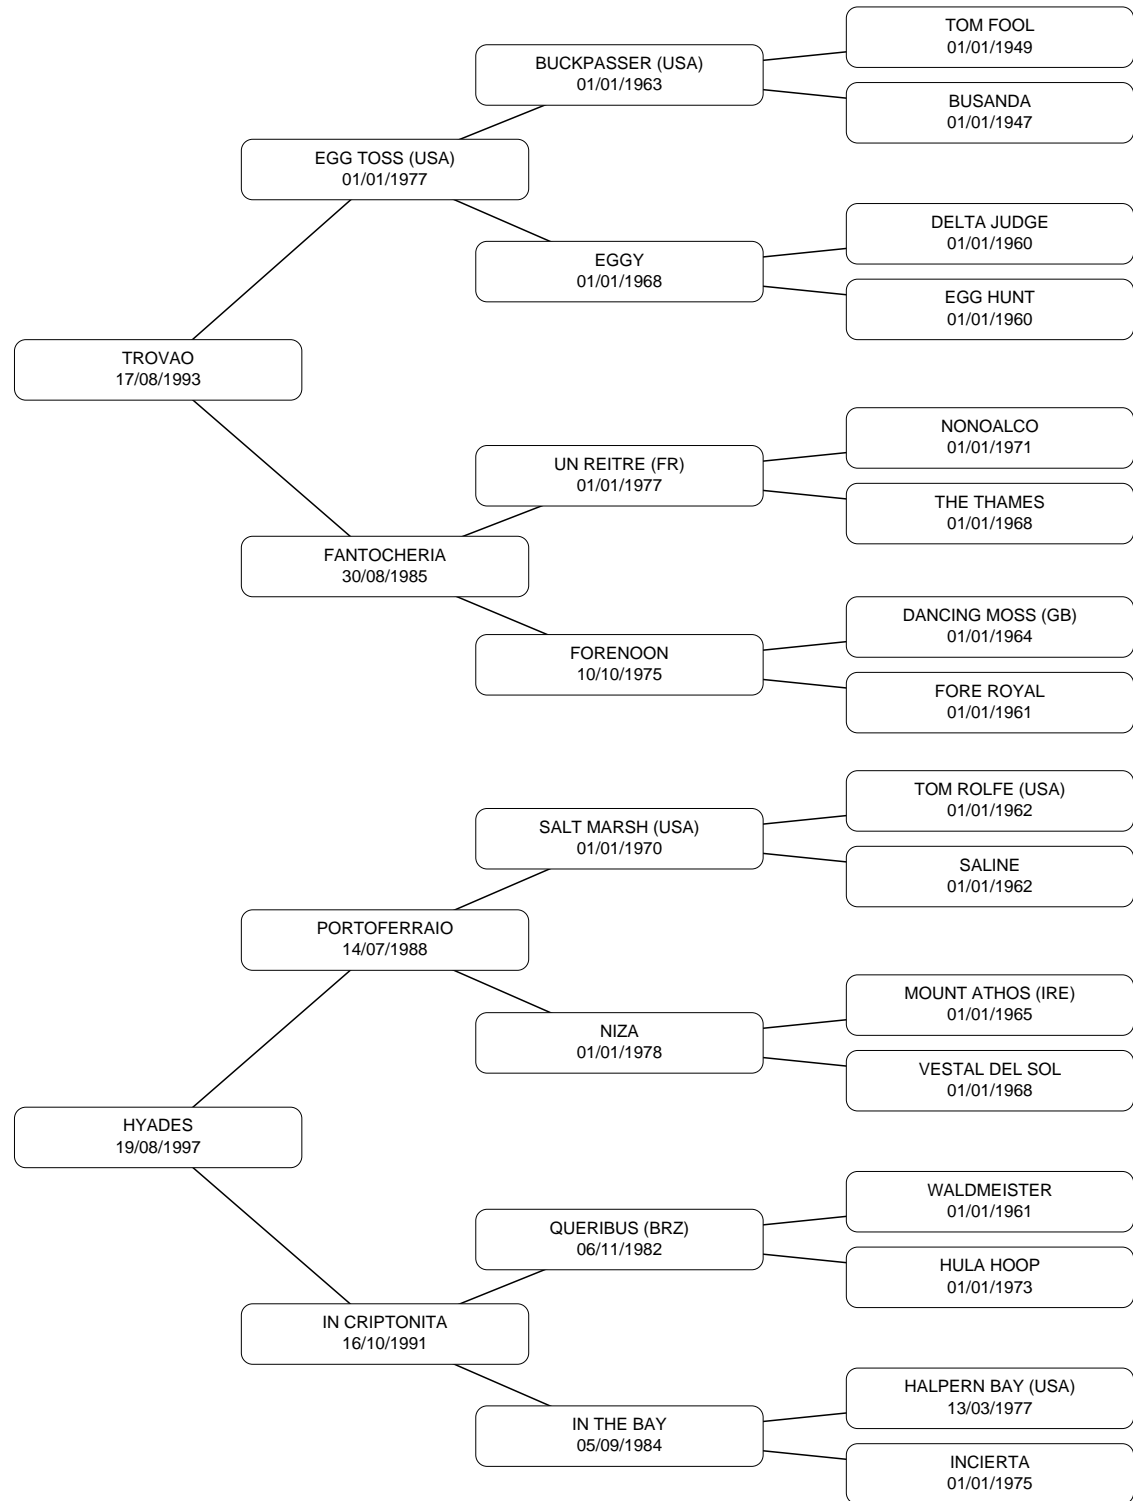 TOM FOOL
01/01/1949
BUCKPASSER (USA)
01/01/1963
BUSANDA
01/01/1947
EGG TOSS (USA)
01/01/1977
DELTA JUDGE
01/01/1960
EGGY
01/01/1968
EGG HUNT
01/01/1960
TROVAO
17/08/1993
NONOALCO
01/01/1971
UN REITRE (FR)
01/01/1977
THE THAMES
01/01/1968
FANTOCHERIA
30/08/1985
DANCING MOSS (GB)
01/01/1964
FORENOON
10/10/1975
FORE ROYAL
01/01/1961
TOM ROLFE (USA)
01/01/1962
SALT MARSH (USA)
01/01/1970
SALINE
01/01/1962
PORTOFERRAIO
14/07/1988
MOUNT ATHOS (IRE)
01/01/1965
NIZA
01/01/1978
VESTAL DEL SOL
01/01/1968
HYADES
19/08/1997
WALDMEISTER
01/01/1961
QUERIBUS (BRZ)
06/11/1982
HULA HOOP
01/01/1973
IN CRIPTONITA
16/10/1991
HALPERN BAY (USA)
13/03/1977
IN THE BAY
05/09/1984
INCIERTA
01/01/1975